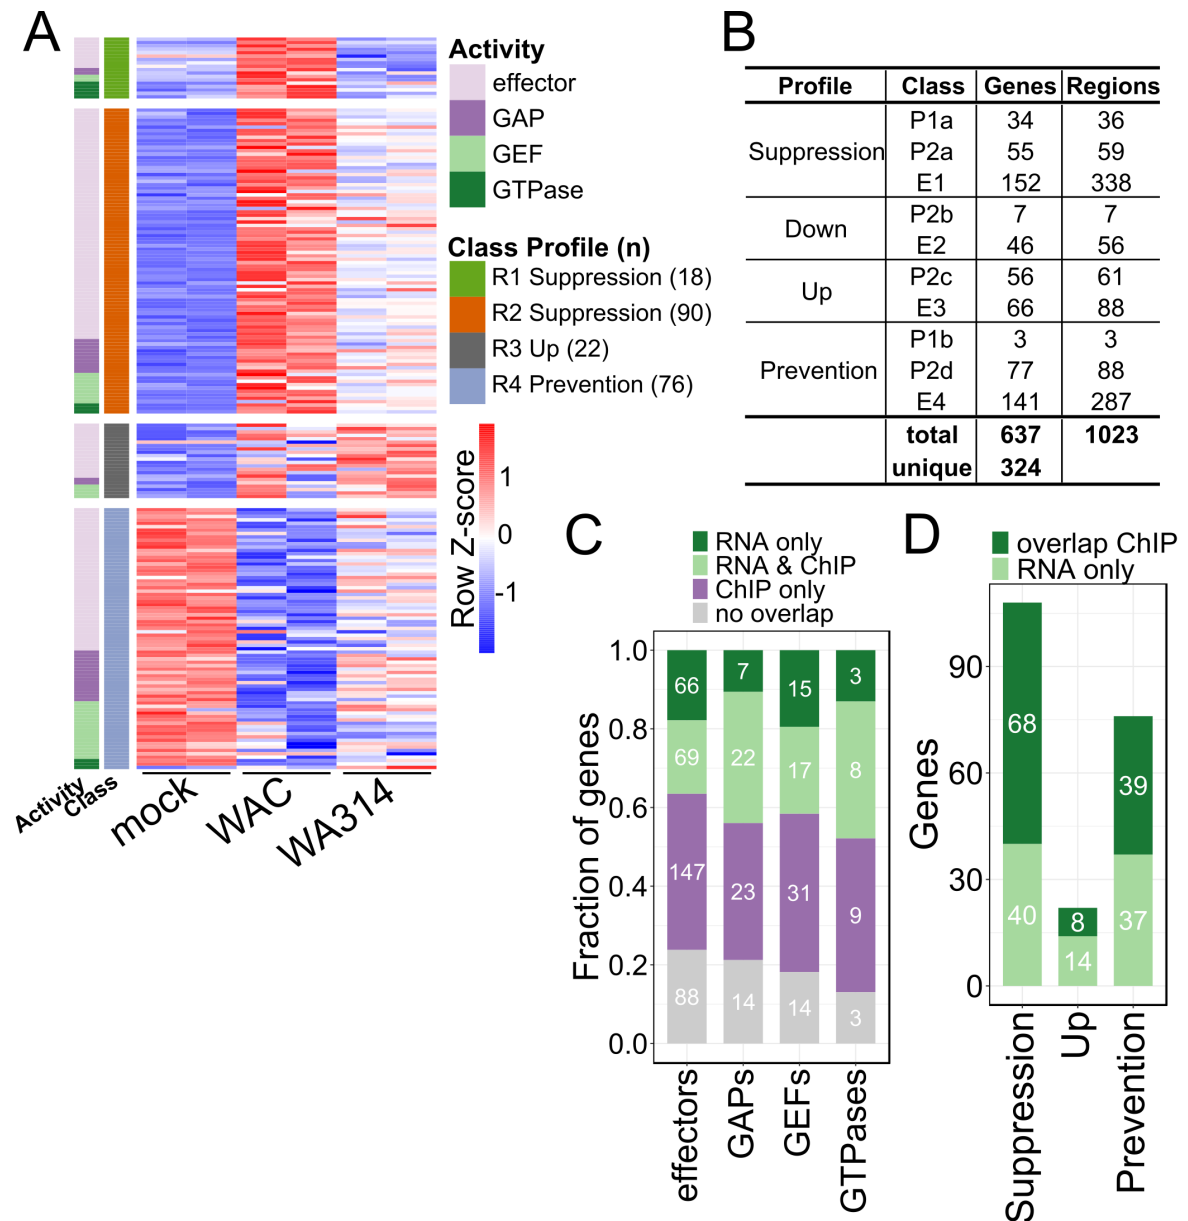 A
Activity
effector
GAP
GEF
GTPase
Class Profile (n)
R1 Suppression (18)
R2 Suppression (90)
R3 Up (22)
R4 Prevention (76)
Row Z-score
1
0
-1
Activity
Class
mock
WAC
WA314
B
Profile Class Genes Regions
Suppression
P1a 34 36
P2a 55 59
E1 152 338
Down
P2b 7 7
E2 46 56
Up
P2c 56 61
E3 66 88
Prevention
P1b 3 3
P2d 77 88
E4 141 287
total 637 1023
unique 324
C
RNA only
RNA & ChIP
ChIP only
no overlap
Fraction of genes
1.0
0.8
0.6
0.4
0.2
0.0
66 7 15 3
69 22 17 8
147 23 31 9
88 14 14 3
effectors
GAPs
GEFs
GTPases
D
overlap ChIP
RNA only
Genes
90
60
30
0
68 8 39
40 14 37
Suppression
Up
Prevention